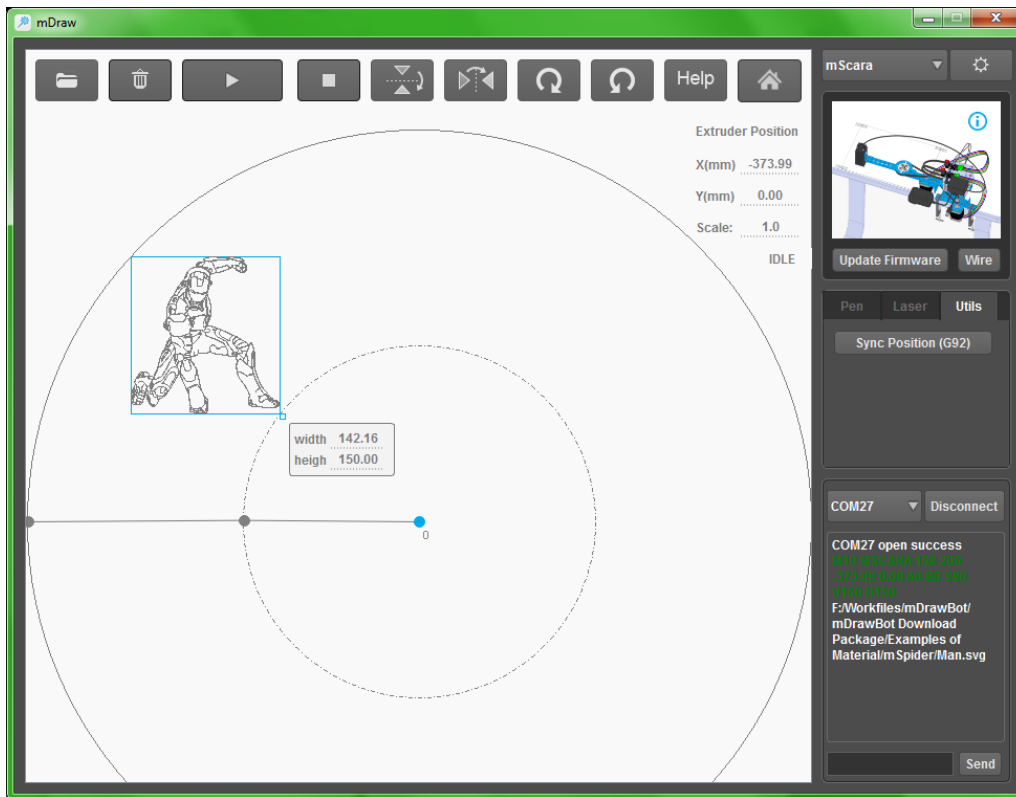 mDraw
Help
Extruder Position
X(mm) -373.99
Y(mm) 0.00
Scale: 1.0
IDLE
width 142.16
heigh 150.00
0
mScara
Update Firmware Wire
Pen Laser Utils
Sync Position (G92)
COM27 Disconnect
COM27 open success
F:/Workfiles/mDrawBot/
mDrawBot Download
Package/Examples of
Material/mSpider/Man.svg
Send